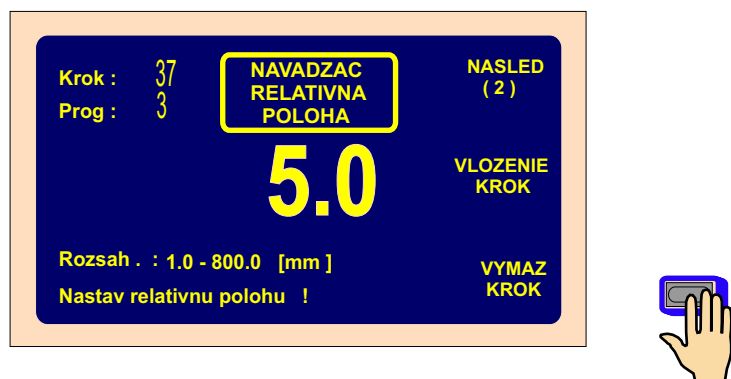 Krok : 37
Prog : 3
NAVADZAC
RELATIVNA
POLOHA
NASLED
( 2 )
5.0
VLOZENIE
KROK
Rozsah . : 1.0 - 800.0 [mm ]
Nastav relativnu polohu !
VYMAZ
KROK